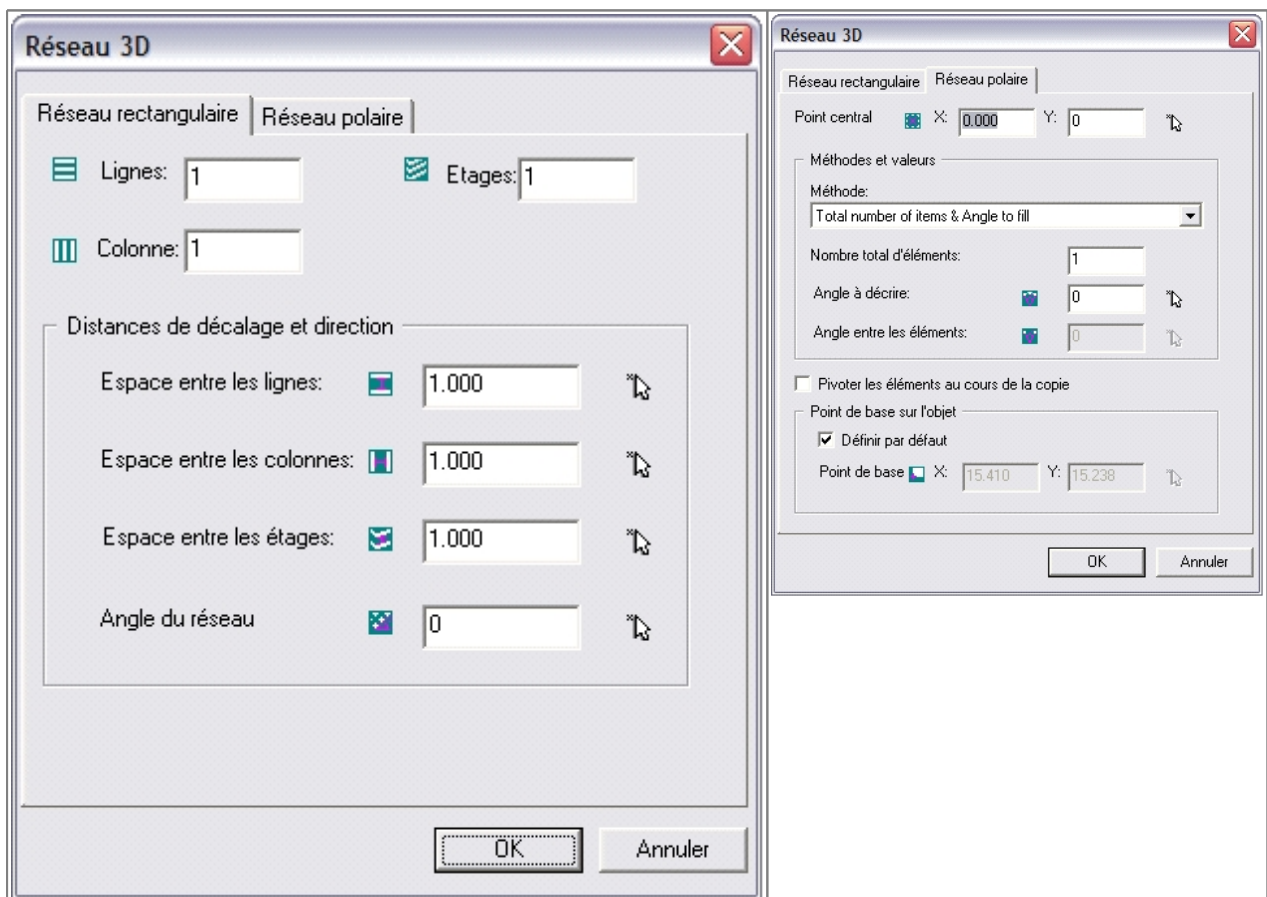 Réseau 3D
Réseau rectangulaire Réseau polaire
Lignes: 1 Etages: 1
Colonne: 1
Distances de décalage et direction
Espace entre les lignes: 1.000
Espace entre les colonnes: 1.000
Espace entre les étages: 1.000
Angle du réseau 0
OK Annuler
Réseau 3D
Réseau rectangulaire Réseau polaire
Point central X: 0.000 Y: 0
Méthodes et valeurs
Méthode:
Total number of items & Angle to fill
Nombre total d'éléments: 1
Angle à décrire: 0
Angle entre les éléments: 0
Pivoter les éléments au cours de la copie
Point de base sur l'objet
Définir par défaut
Point de base X: 15.410 Y: 15.238
OK Annuler